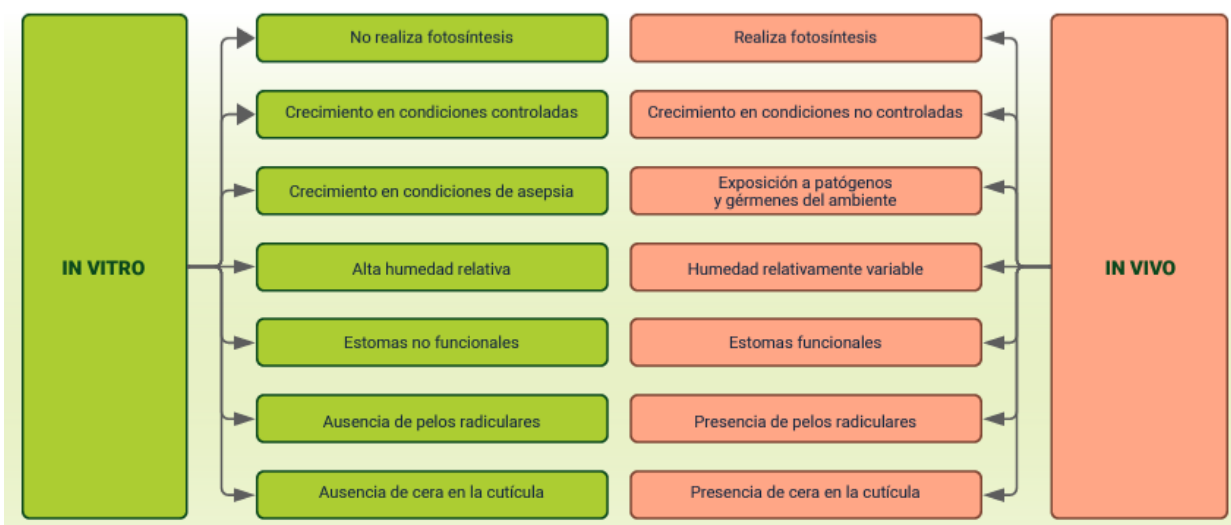 IN VITRO
No realiza fotosíntesis
Crecimiento en condiciones controladas
Crecimiento en condiciones de asepsia
Alta humedad relativa
Estomas no funcionales
Ausencia de pelos radiculares
Ausencia de cera en la cutícula
Realiza fotosíntesis
Crecimiento en condiciones no controladas
Exposición a patógenos
y gérmenes del ambiente
Humedad relativamente variable
Estomas funcionales
Presencia de pelos radiculares
Presencia de cera en la cutícula
IN VIVO